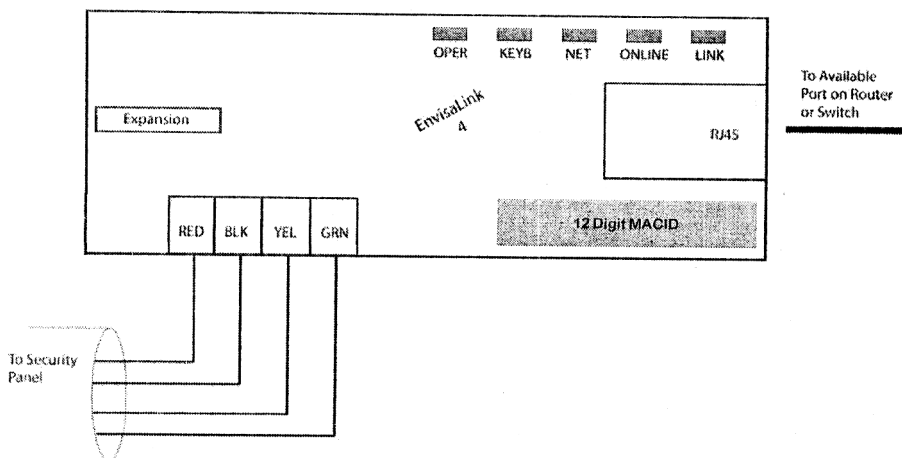 OPER KEYB NET ONLINE LINK
To Available
Port on Router
or Switch
Expansion
EnvisaLink
4
RJ45
12 Digit MACID
RED BLK YEL GRN
To Security
Panel